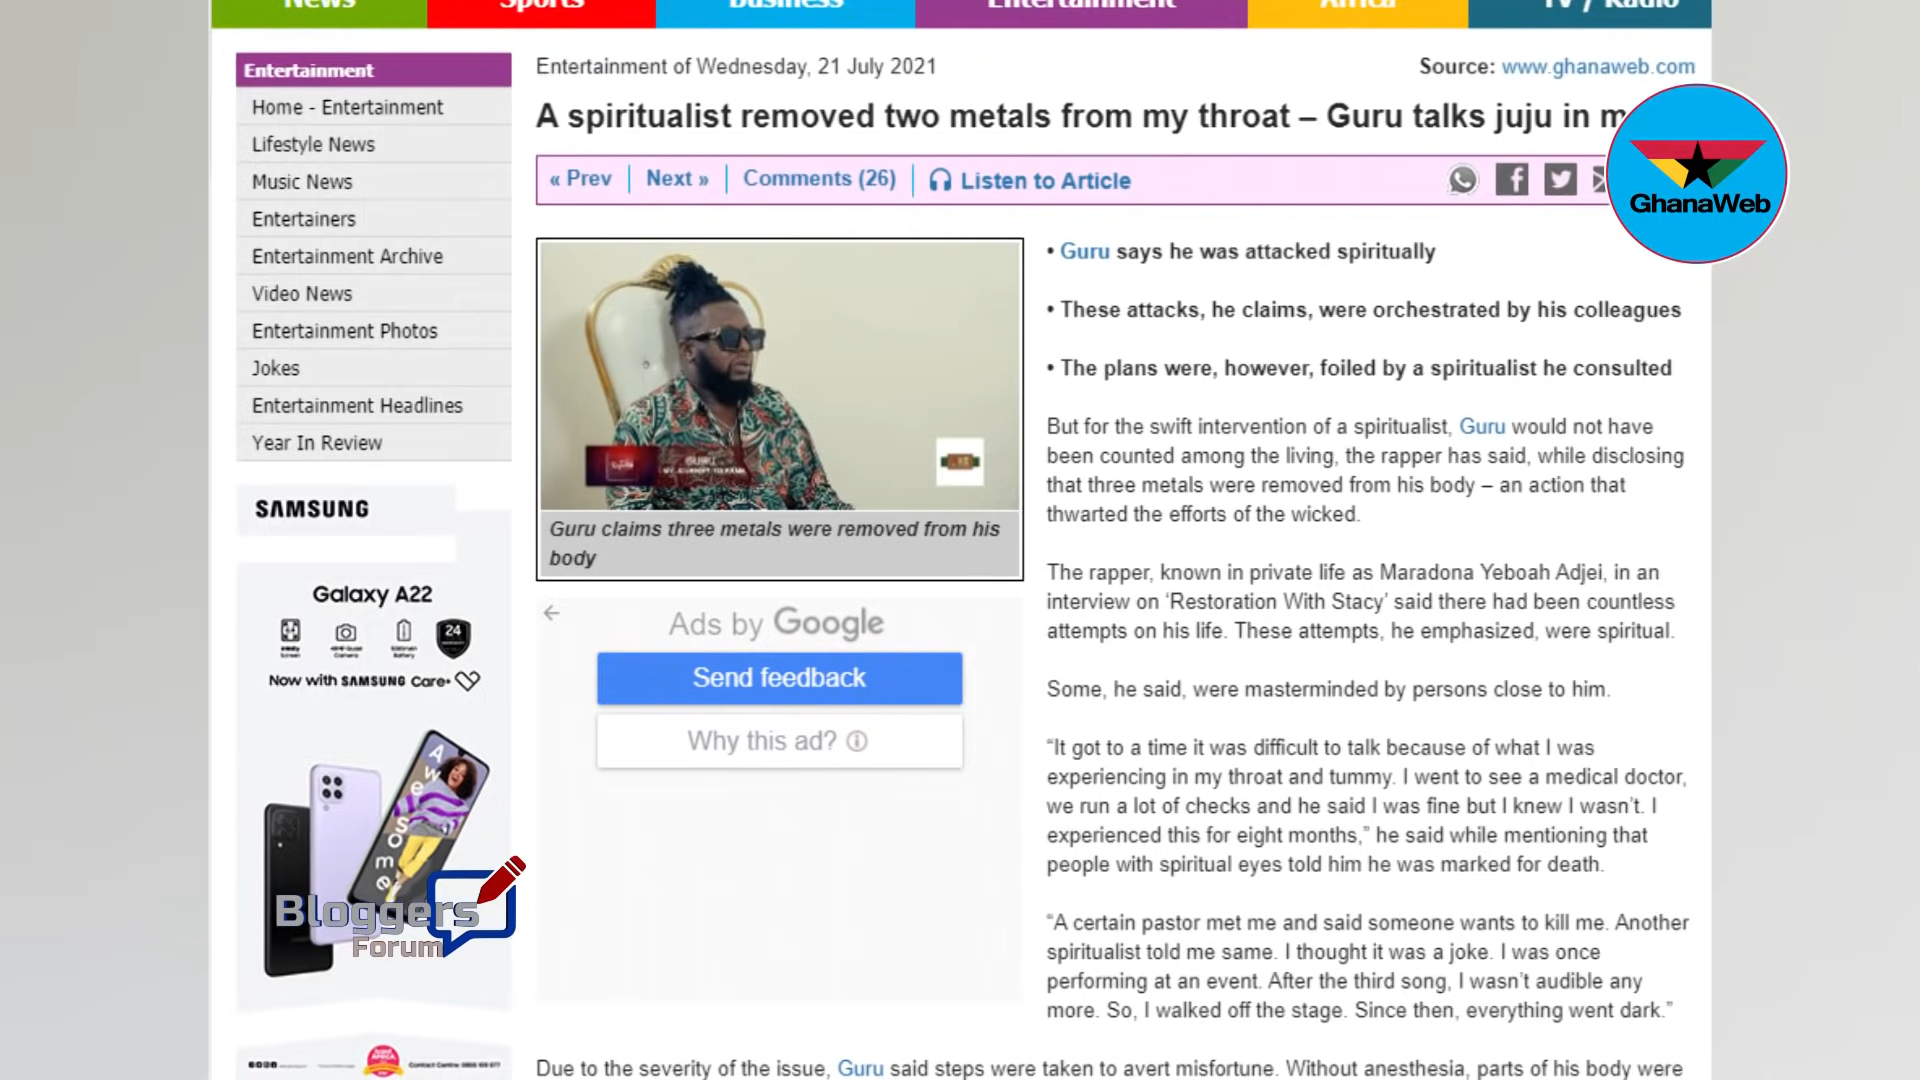 News Sports Business Entertainment Africa TV / Radio
Entertainment
Home - Entertainment
Lifestyle News
Music News
Entertainers
Entertainment Archive
Video News
Entertainment Photos
Jokes
Entertainment Headlines
Year In Review
SAMSUNG
Galaxy A22
24
Now with SAMSUNG Care+
Awesome
Bloggers
Forum
Entertainment of Wednesday, 21 July 2021
Source: www.ghanaweb.com
A spiritualist removed two metals from my throat – Guru talks juju in m
GhanaWeb
« Prev Next » Comments (26) Listen to Article
GURU
Guru claims three metals were removed from his
body
Ads by Google
Send feedback
Why this ad?
• Guru says he was attacked spiritually
• These attacks, he claims, were orchestrated by his colleagues
• The plans were, however, foiled by a spiritualist he consulted
But for the swift intervention of a spiritualist, Guru would not have
been counted among the living, the rapper has said, while disclosing
that three metals were removed from his body – an action that
thwarted the efforts of the wicked.
The rapper, known in private life as Maradona Yeboah Adjei, in an
interview on ‘Restoration With Stacy’ said there had been countless
attempts on his life. These attempts, he emphasized, were spiritual.
Some, he said, were masterminded by persons close to him.
“It got to a time it was difficult to talk because of what I was
experiencing in my throat and tummy. I went to see a medical doctor,
we run a lot of checks and he said I was fine but I knew I wasn’t. I
experienced this for eight months,” he said while mentioning that
people with spiritual eyes told him he was marked for death.
“A certain pastor met me and said someone wants to kill me. Another
spiritualist told me same. I thought it was a joke. I was once
performing at an event. After the third song, I wasn’t audible any
more. So, I walked off the stage. Since then, everything went dark.”
Due to the severity of the issue, Guru said steps were taken to avert misfortune. Without anesthesia, parts of his body were